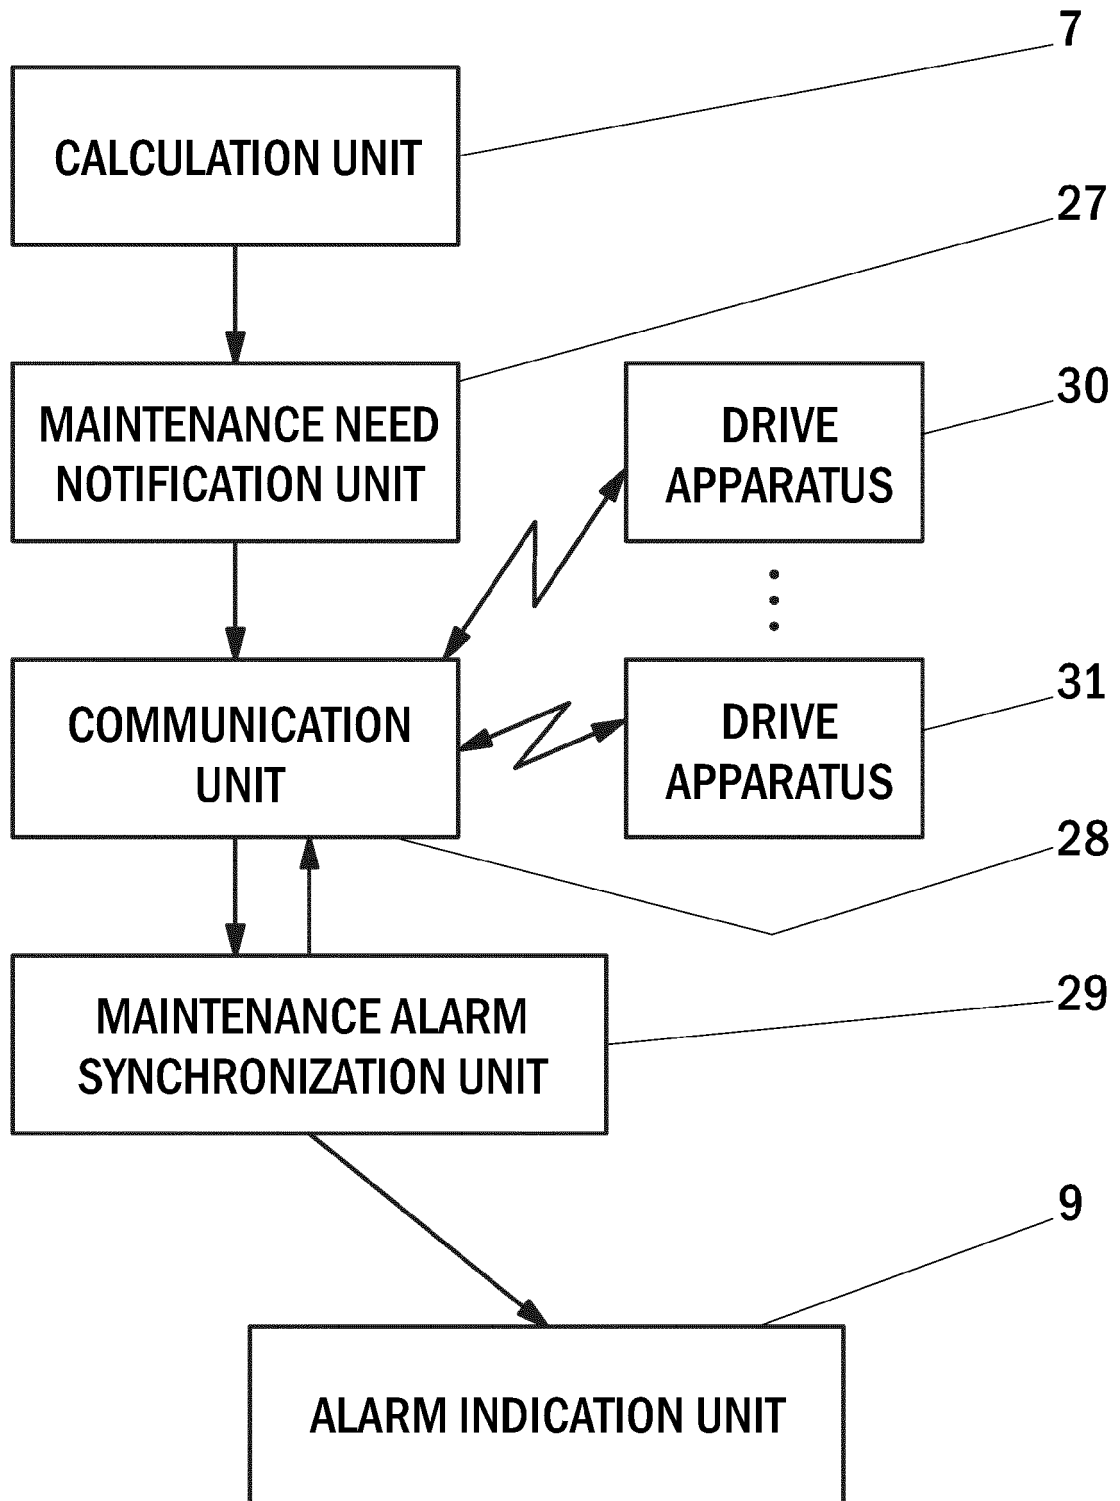 7
CALCULATION UNIT
27
MAINTENANCE NEED
NOTIFICATION UNIT
30
DRIVE
APPARATUS
COMMUNICATION
UNIT
31
DRIVE
APPARATUS
28
MAINTENANCE ALARM
SYNCHRONIZATION UNIT
29
9
ALARM INDICATION UNIT